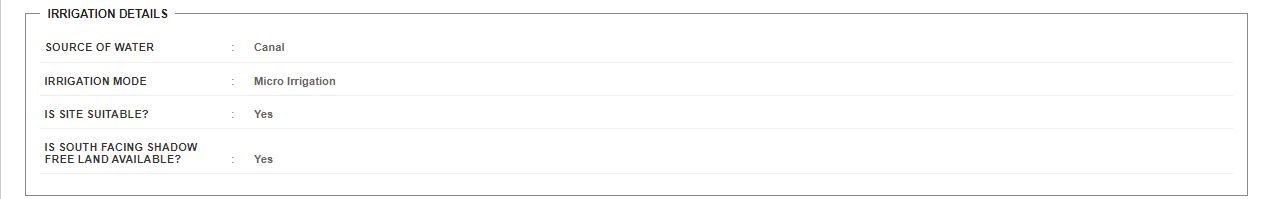 IRRIGATION DETAILS
SOURCE OF WATER : Canal
IRRIGATION MODE : Micro Irrigation
IS SITE SUITABLE? : Yes
IS SOUTH FACING SHADOW
FREE LAND AVAILABLE? : Yes